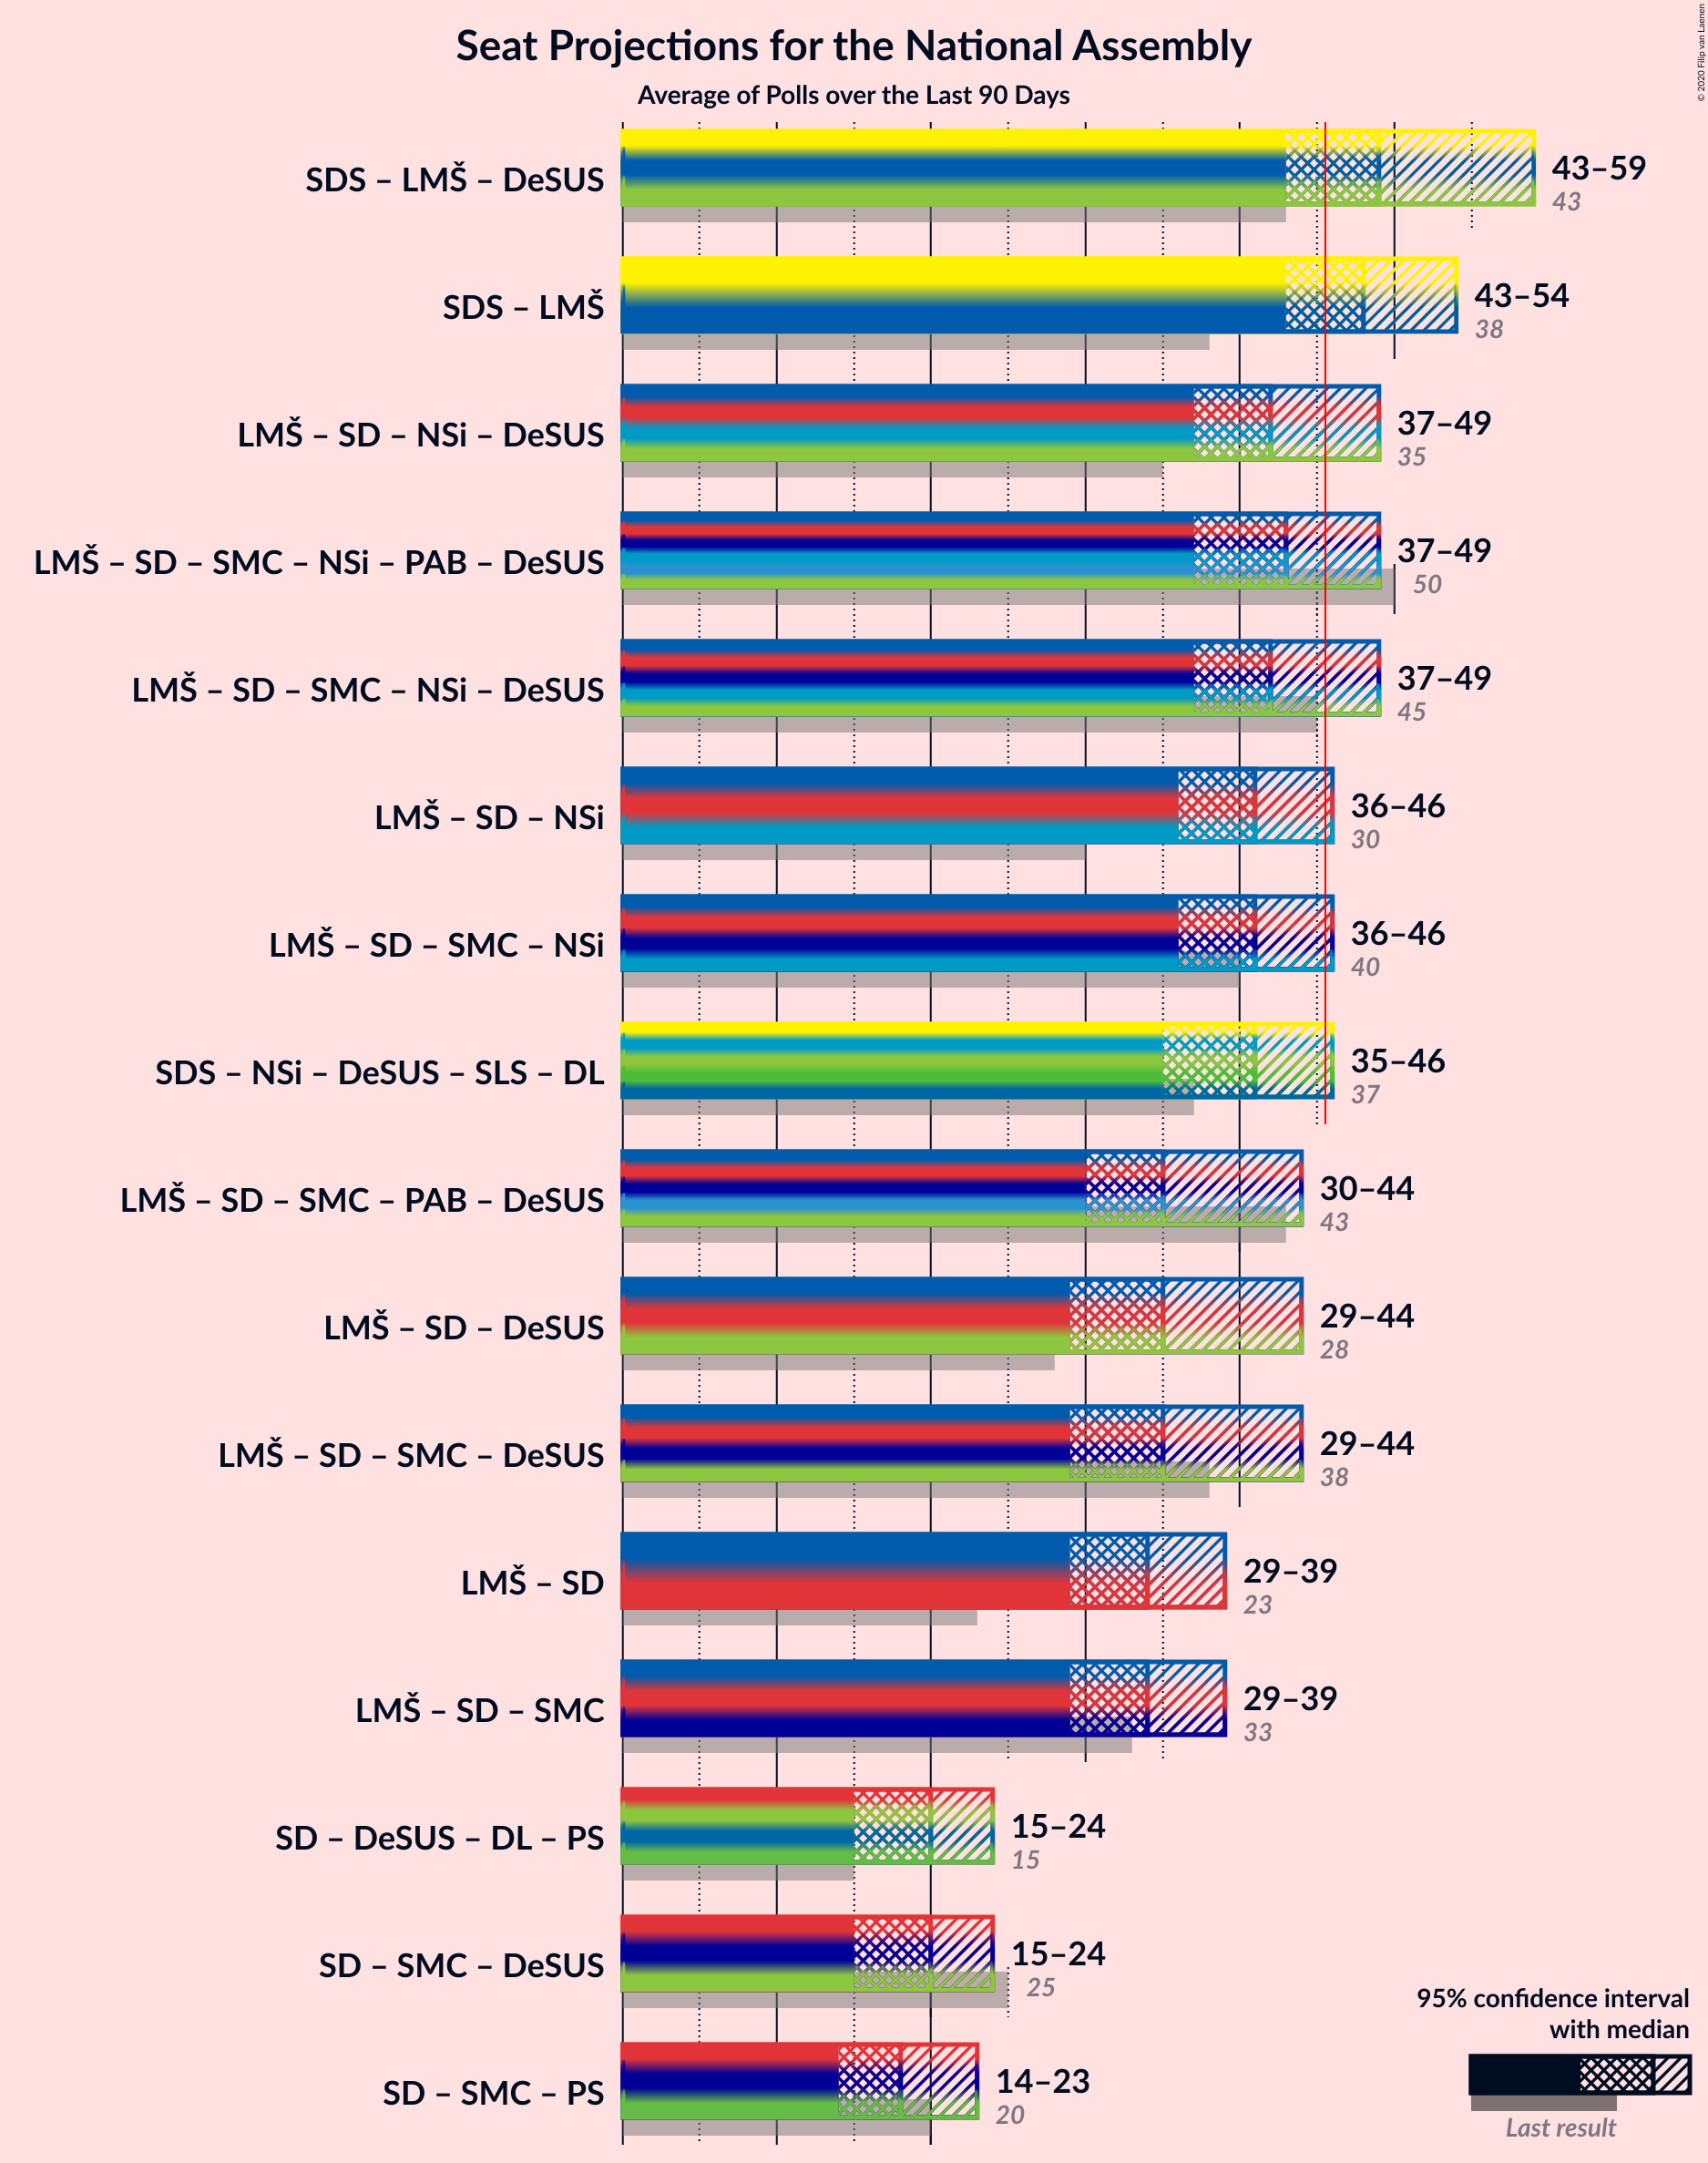 Seat Projections for the National Assembly
Average of Polls over the Last 90 Days
© 2020 Filip van Laenen
SDS – LMŠ – DeSUS
43–59
43
SDS – LMŠ
43–54
38
LMŠ – SD – NSi – DeSUS
37–49
35
LMŠ – SD – SMC – NSi – PAB – DeSUS
37–49
50
LMŠ – SD – SMC – NSi – DeSUS
37–49
45
LMŠ – SD – NSi
36–46
30
LMŠ – SD – SMC – NSi
36–46
40
SDS – NSi – DeSUS – SLS – DL
35–46
37
LMŠ – SD – SMC – PAB – DeSUS
30–44
43
LMŠ – SD – DeSUS
29–44
28
LMŠ – SD – SMC – DeSUS
29–44
38
LMŠ – SD
29–39
23
LMŠ – SD – SMC
29–39
33
SD – DeSUS – DL – PS
15–24
15
SD – SMC – DeSUS
15–24
25
SD – SMC – PS
14–23
20
95% confidence interval
with median
Last result